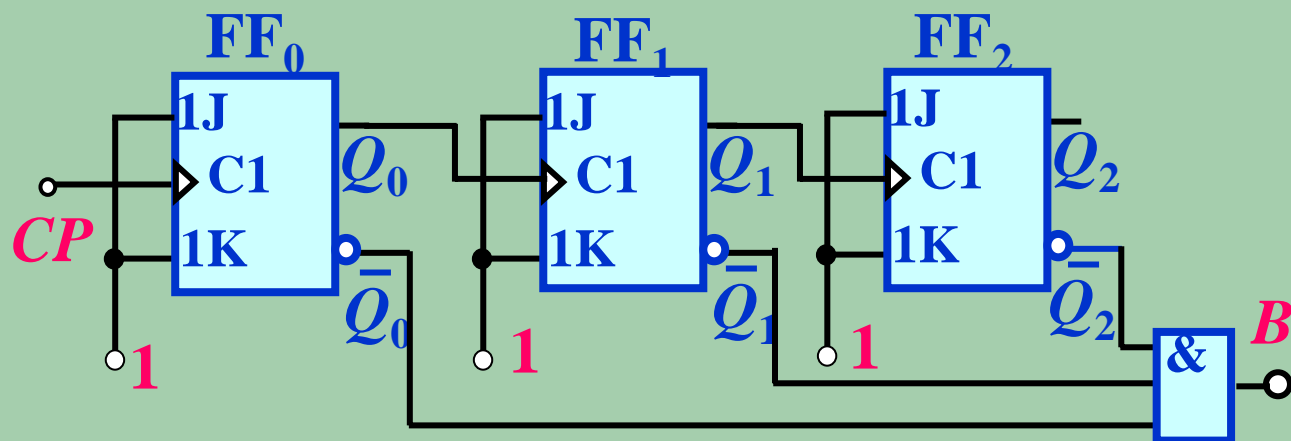 FF₀ FF₁ FF₂
1J 1J 1J
C1 Q₀ C1 Q₁ C1 Q₂
CP 1K 1K 1K
Q̅₀ Q̅₁ Q̅₂
1 1 1 & B